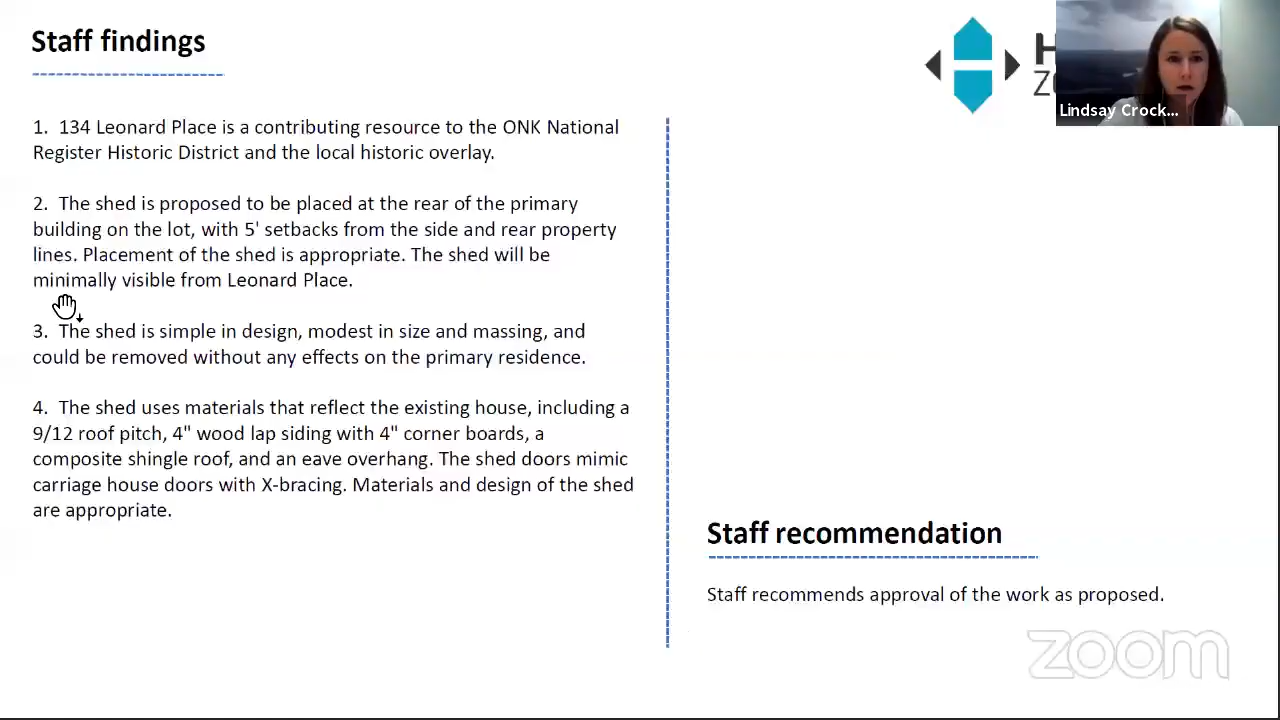 Staff findings
1. 134 Leonard Place is a contributing resource to the ONK National
Register Historic District and the local historic overlay.
2. The shed is proposed to be placed at the rear of the primary
building on the lot, with 5' setbacks from the side and rear property
lines. Placement of the shed is appropriate. The shed will be
minimally visible from Leonard Place.
3. The shed is simple in design, modest in size and massing, and
could be removed without any effects on the primary residence.
4. The shed uses materials that reflect the existing house, including a
9/12 roof pitch, 4" wood lap siding with 4" corner boards, a
composite shingle roof, and an eave overhang. The shed doors mimic
carriage house doors with X-bracing. Materials and design of the shed
are appropriate.
Lindsay Crock...
Staff recommendation
Staff recommends approval of the work as proposed.
zoom